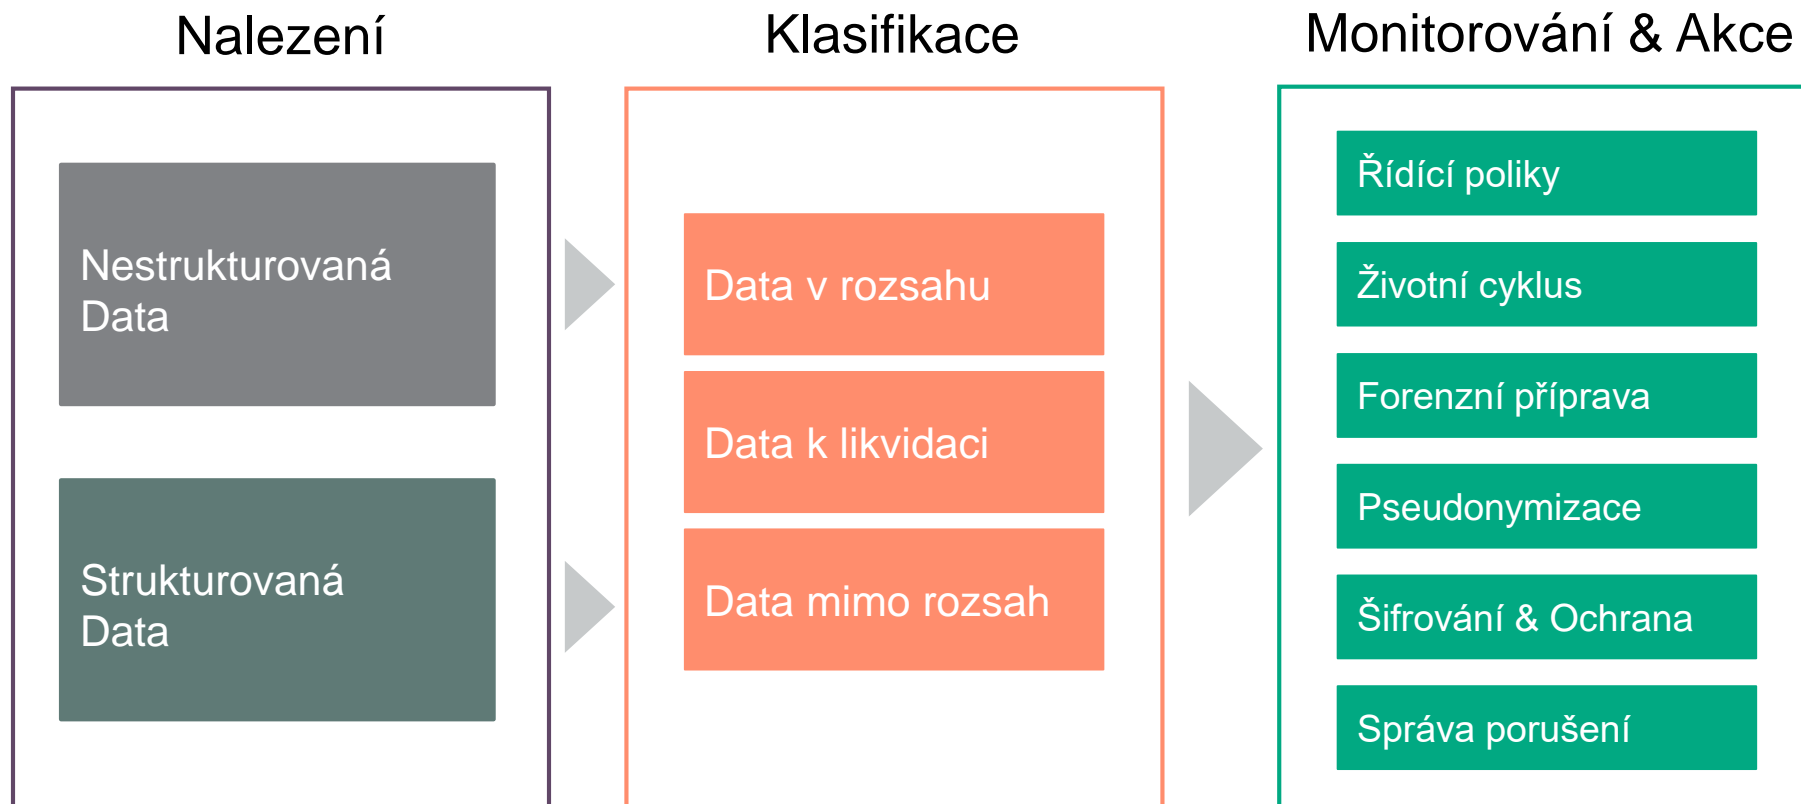 Nalezení
Nestrukturovaná
Data
Strukturovaná
Data
Klasifikace
Data v rozsahu
Data k likvidaci
Data mimo rozsah
Monitorování & Akce
Řídící poliky
Životní cyklus
Forenzní příprava
Pseudonymizace
Šifrování & Ochrana
Správa porušení